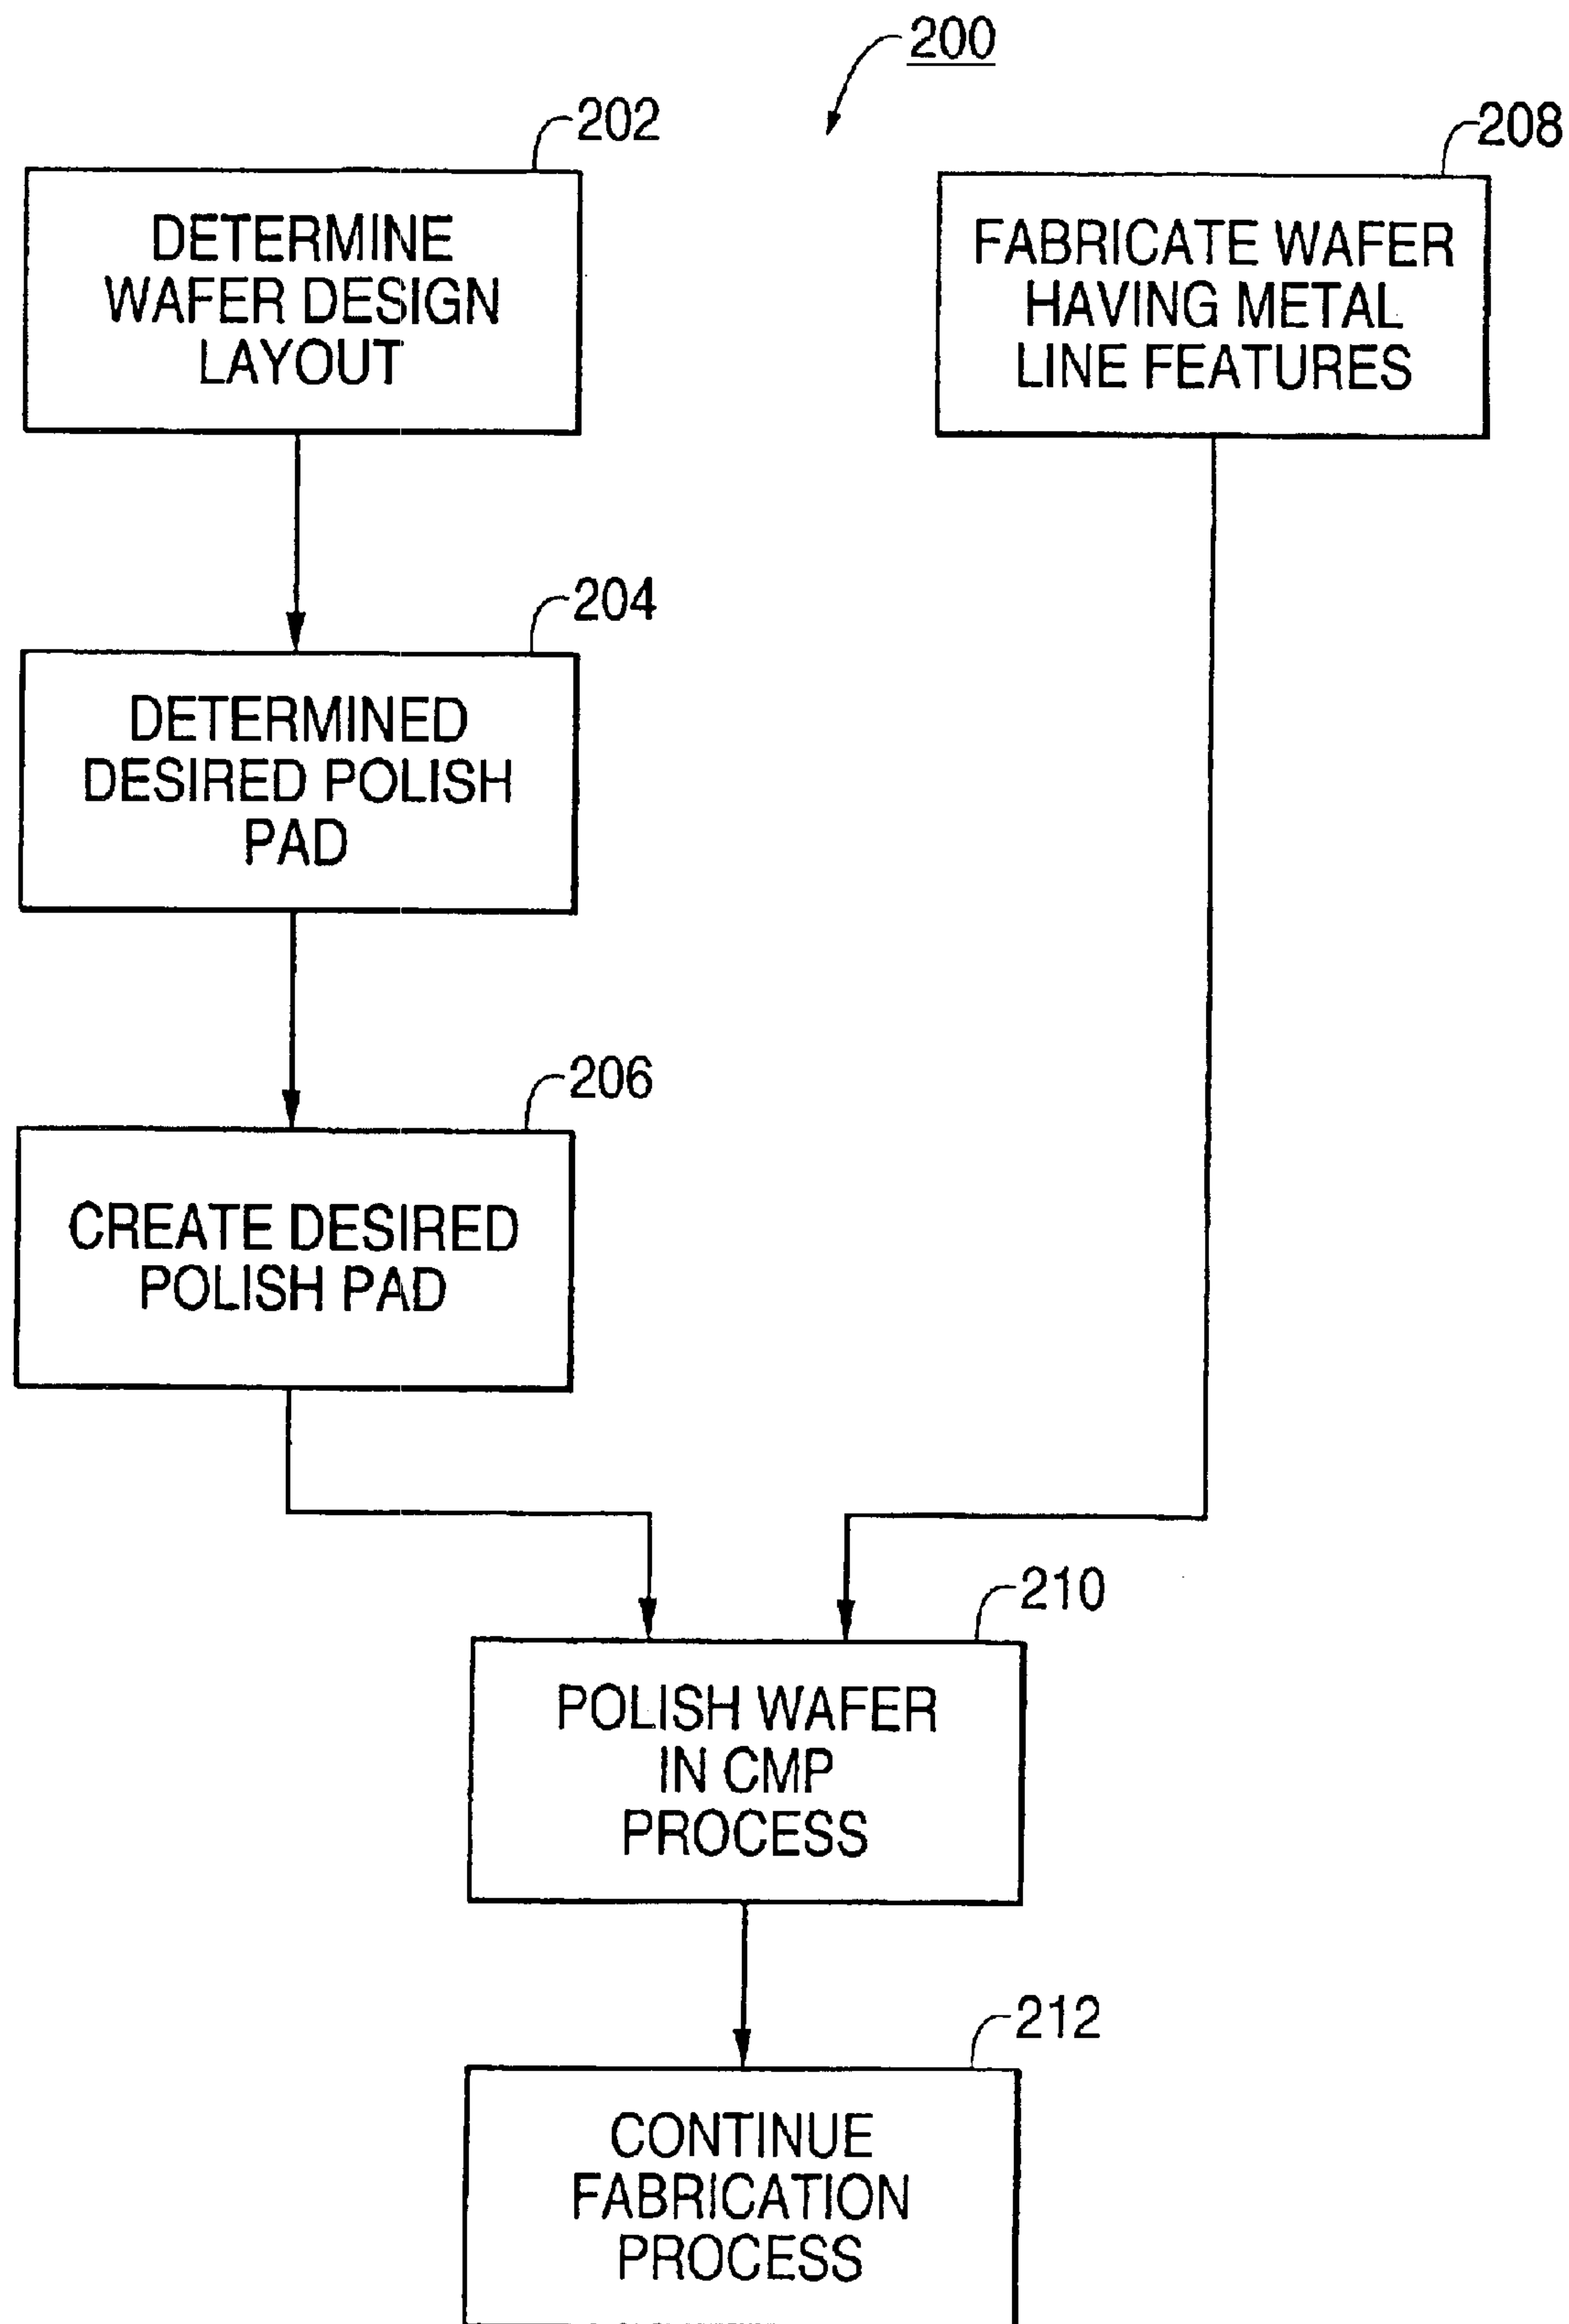 200
202
DETERMINE
WAFER DESIGN
LAYOUT
208
FABRICATE WAFER
HAVING METAL
LINE FEATURES
204
DETERMINED
DESIRED POLISH
PAD
206
CREATE DESIRED
POLISH PAD
210
POLISH WAFER
IN CMP
PROCESS
212
CONTINUE
FABRICATION
PROCESS